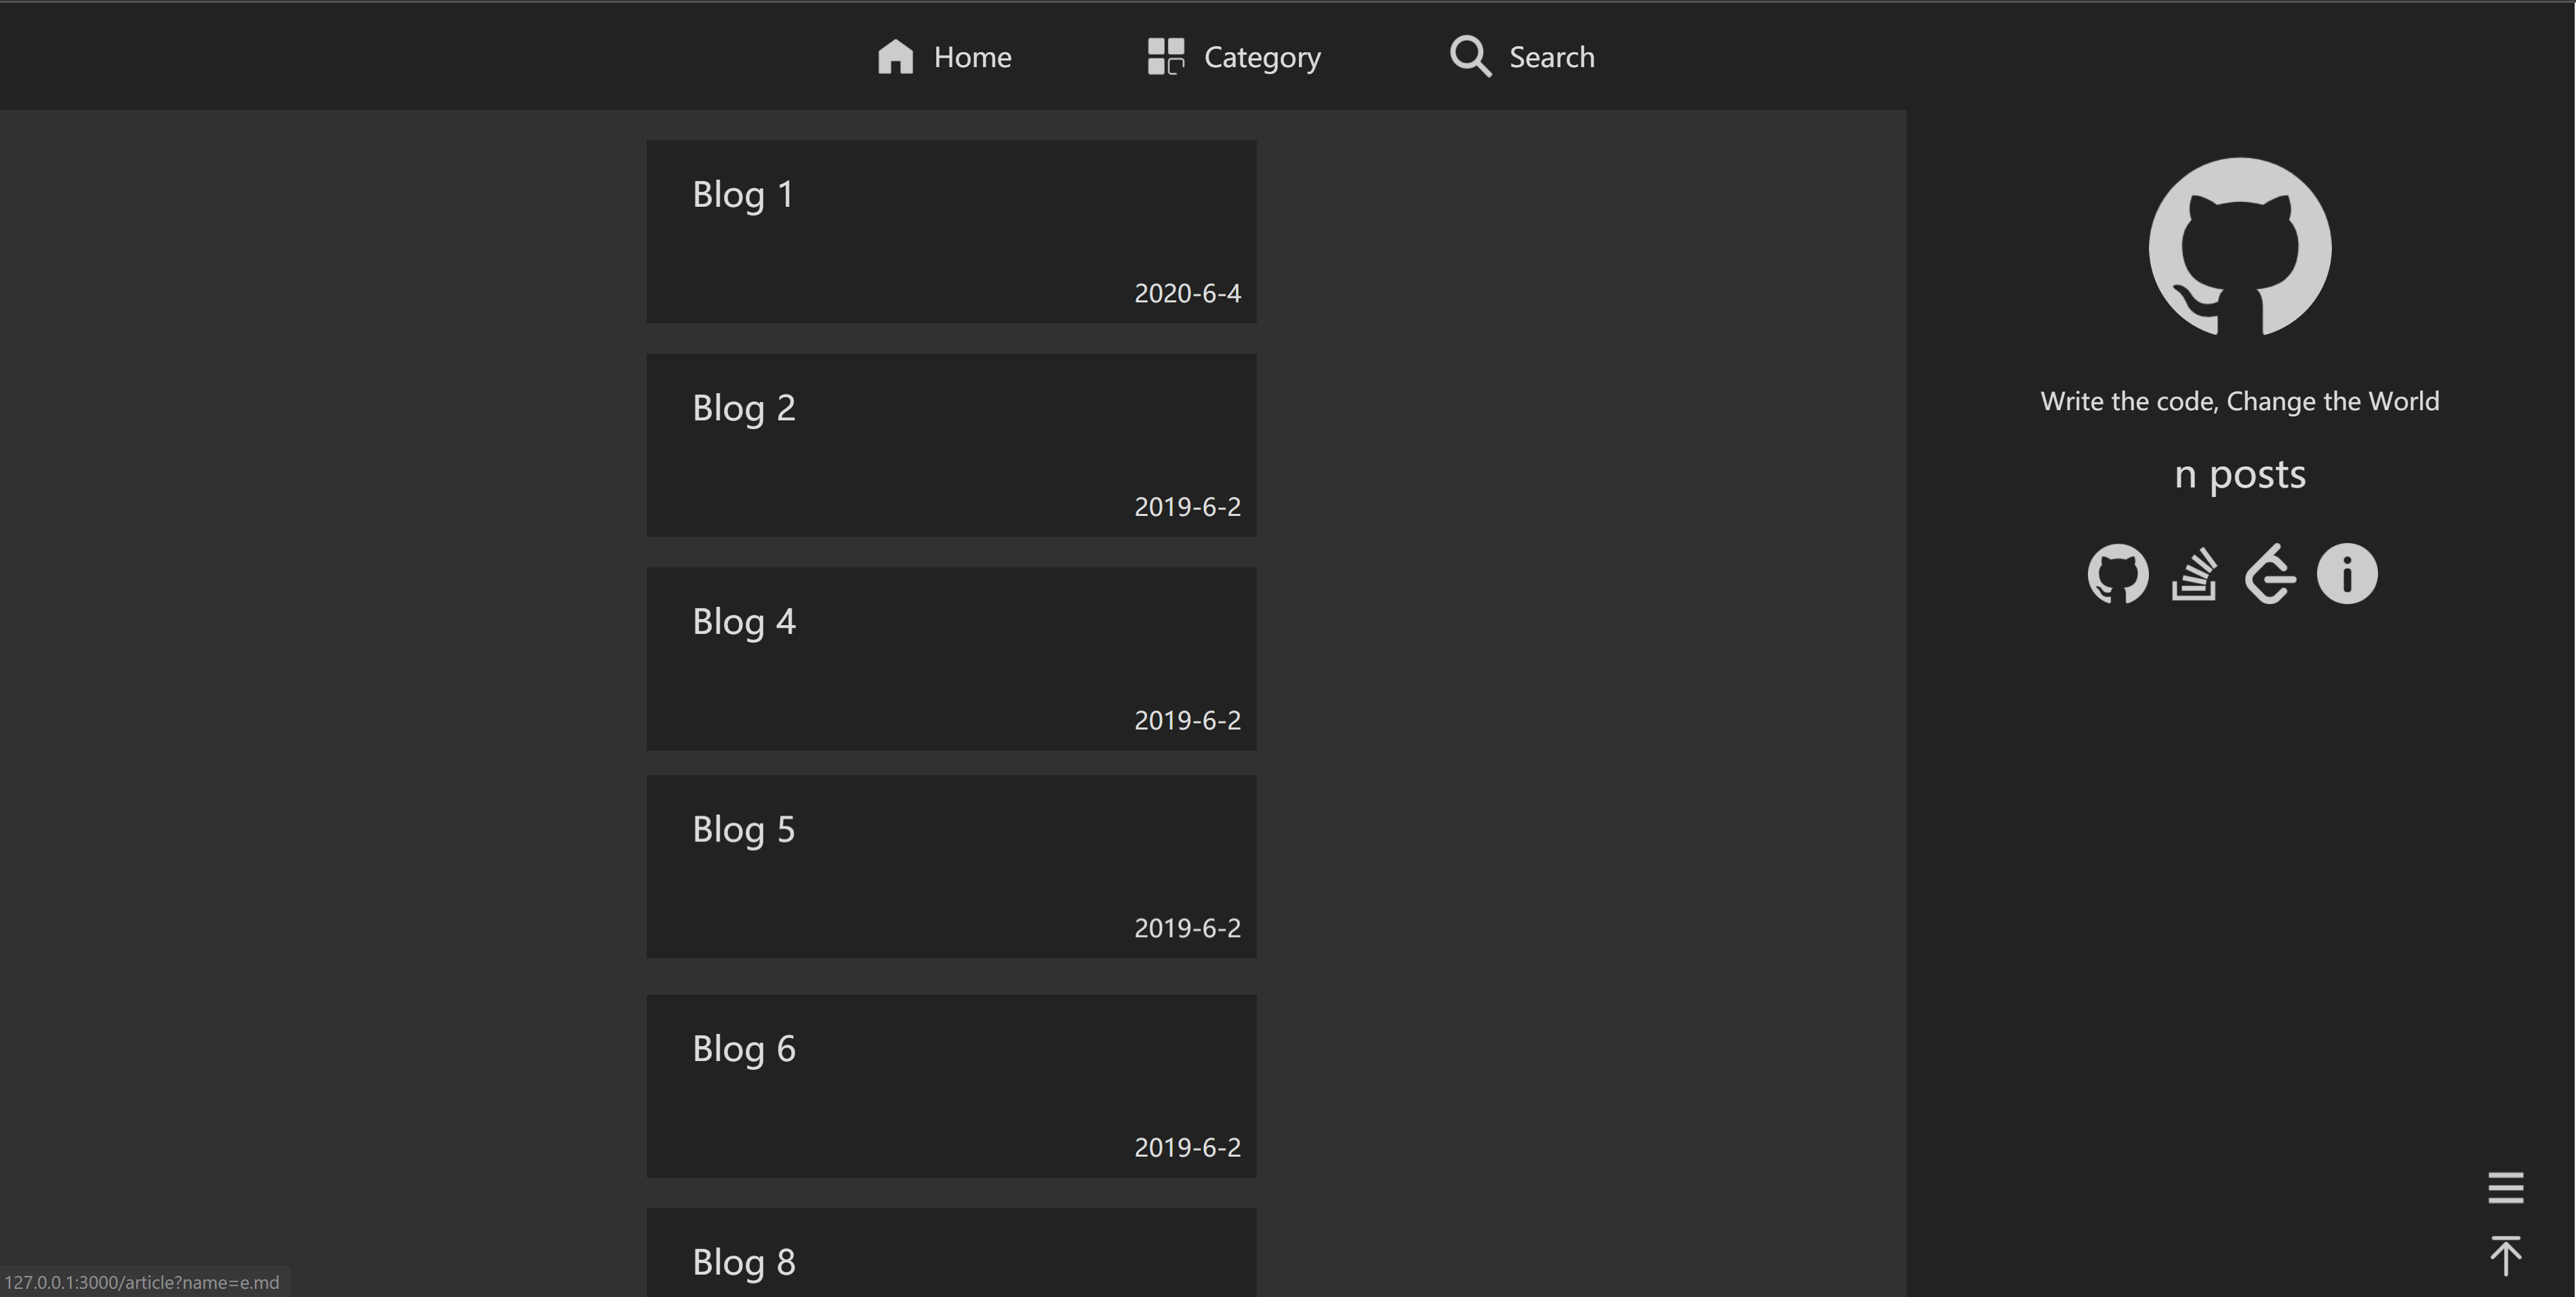 Home
Category
Search
Blog 1
2020-6-4
Blog 2
2019-6-2
Blog 4
2019-6-2
Blog 5
2019-6-2
Blog 6
2019-6-2
Blog 8
Write the code, Change the World
n posts
127.0.0.1:3000/article?name=e.md